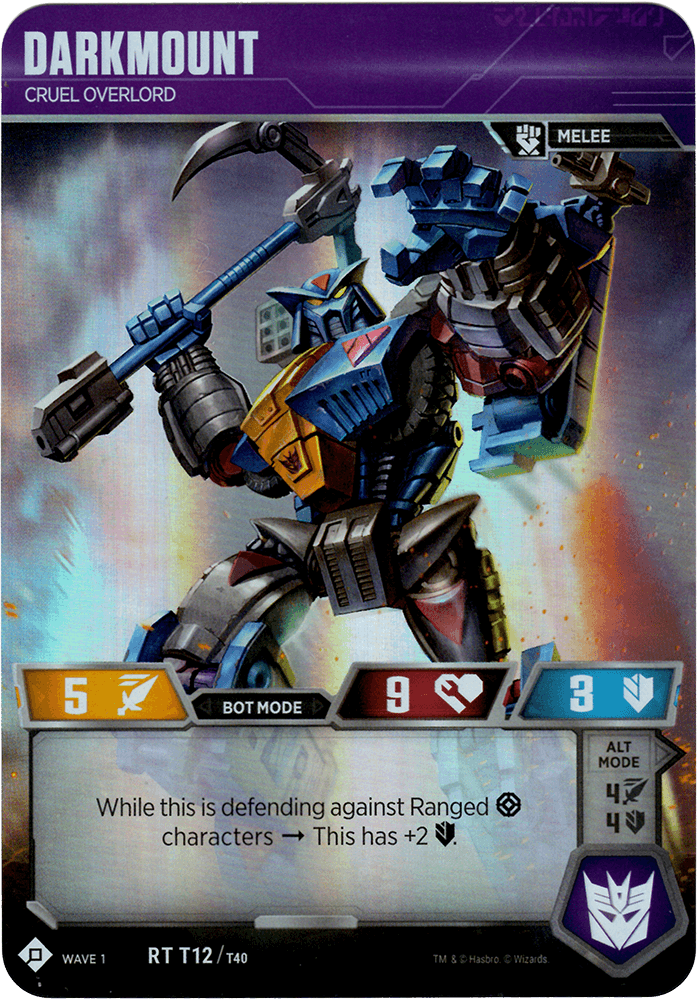 DARKMOUNT
CRUEL OVERLORD
MELEE
5
BOT MODE
9
3
ALT
MODE
4
4
While this is defending against Ranged
characters → This has +2 .
WAVE 1
RT T12/T40
TM & © Hasbro. © Wizards.